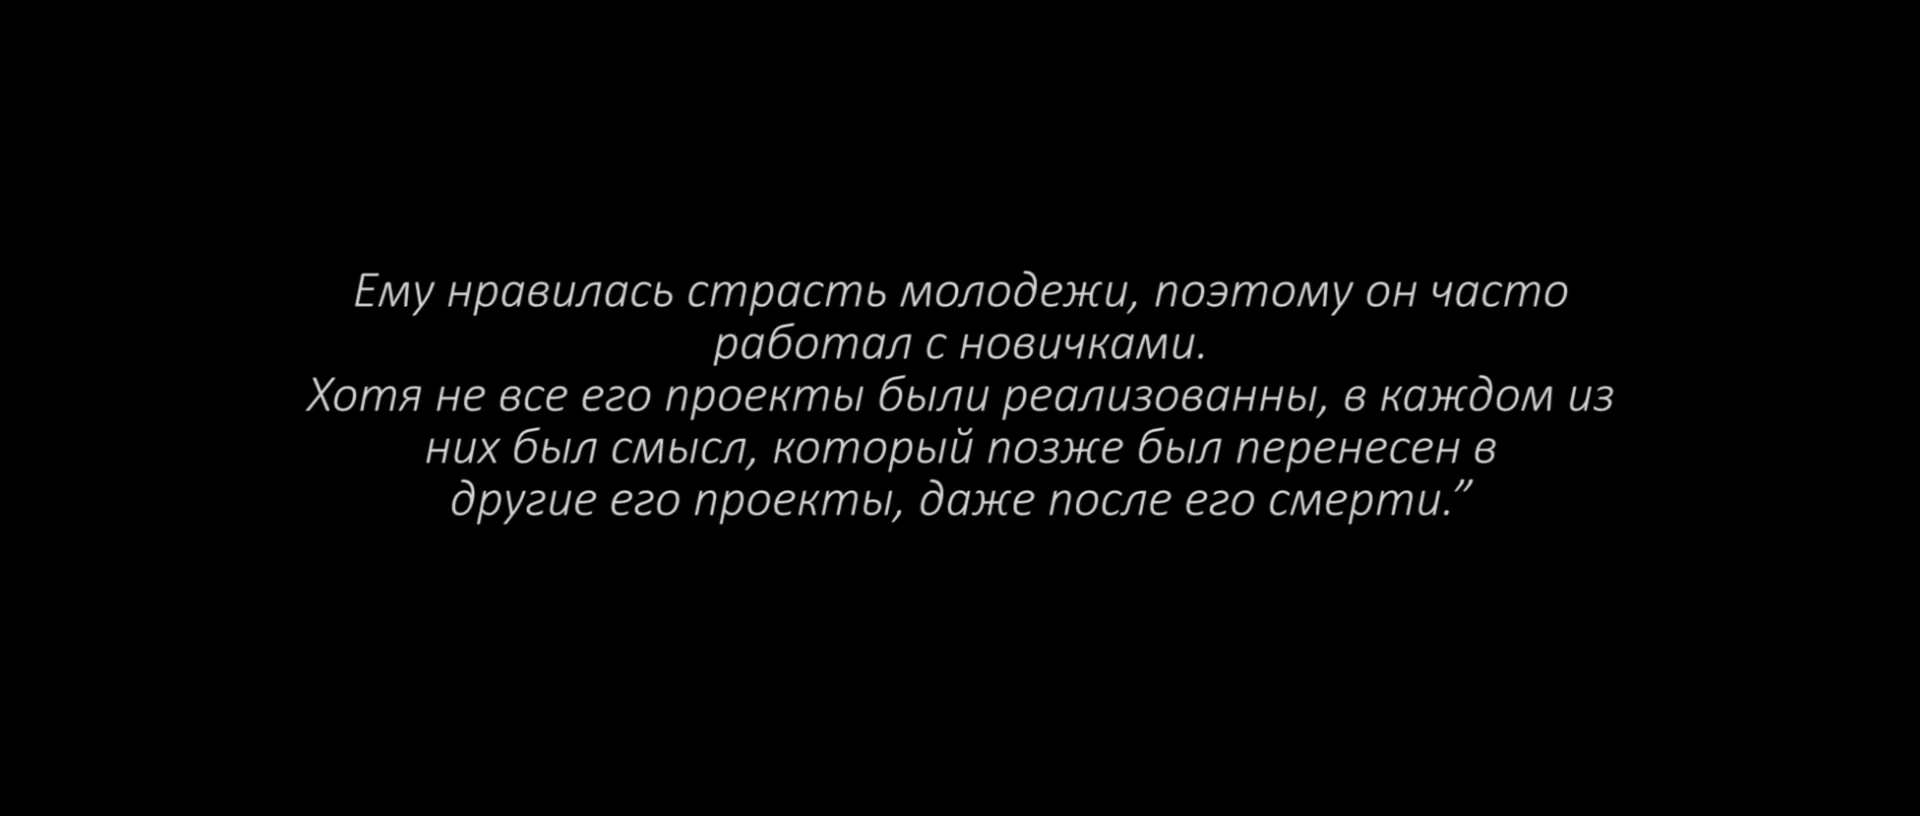 Ему нравилась страсть молодежи, поэтому он часто
работал с новичками.
Хотя не все его проекты были реализованны, в каждом из
них был смысл, который позже был перенесен в
другие его проекты, даже после его смерти.”